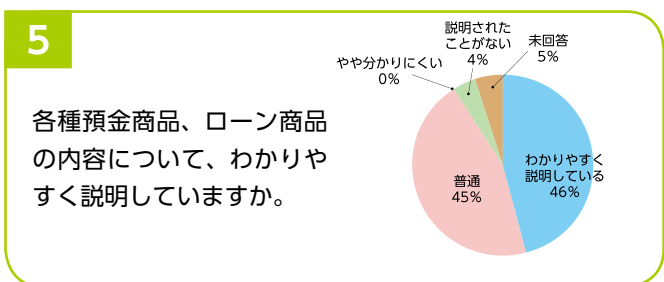 5
各種預金商品、ローン商品
の内容について、わかりや
すく説明していますか。
説明された
ことがない
4%
未回答
5%
やや分かりにくい
0%
わかりやすく
説明している
46%
普通
45%